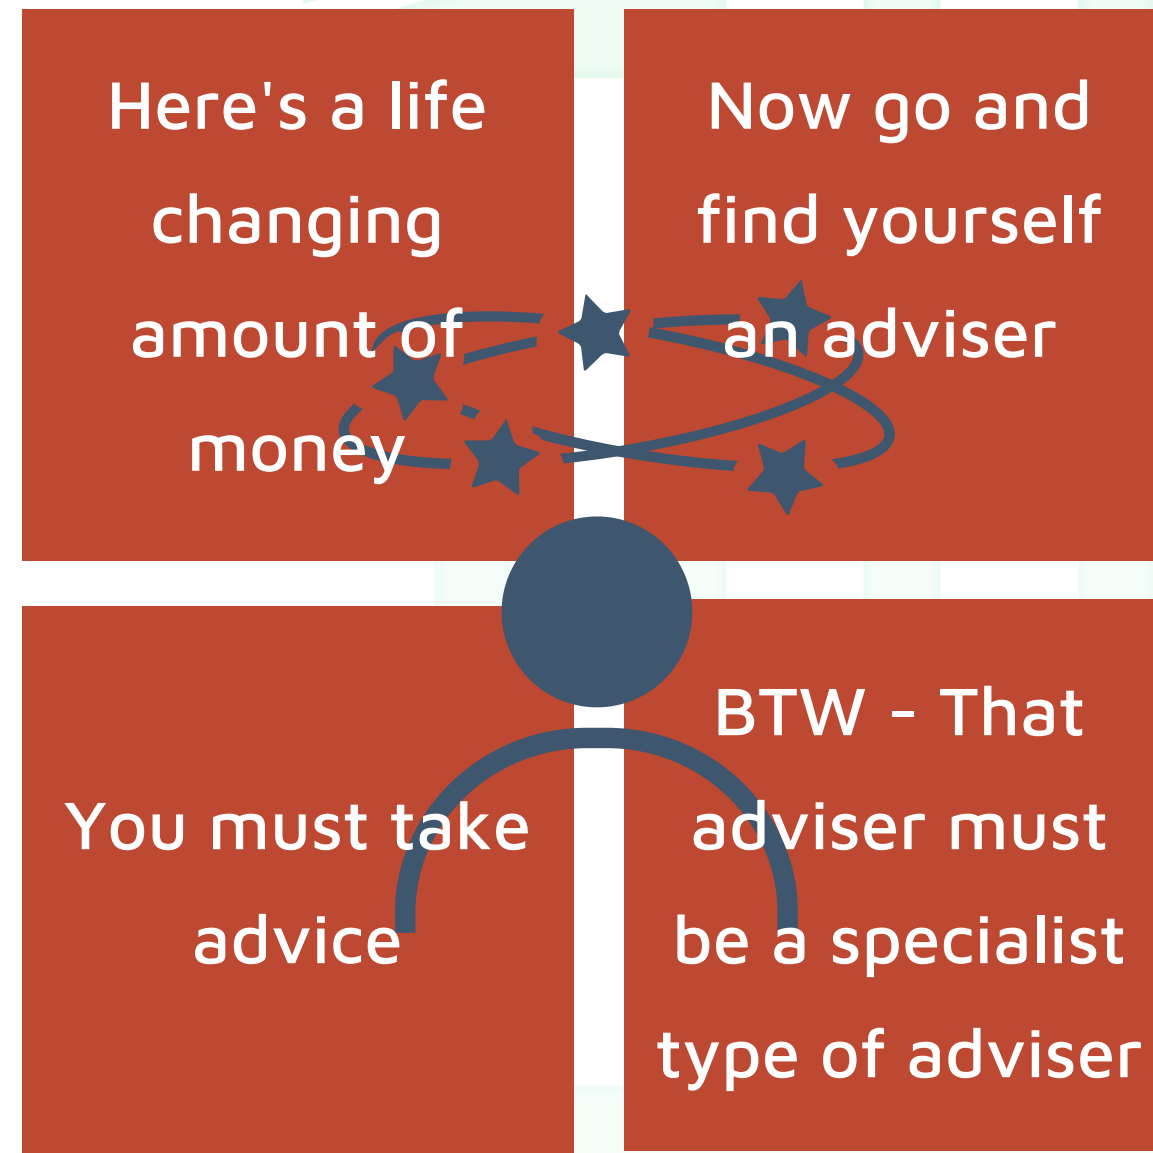 Here's a life
changing
amount of
money
Now go and
find yourself
an adviser
You must take
advice
BTW - That
adviser must
be a specialist
type of adviser